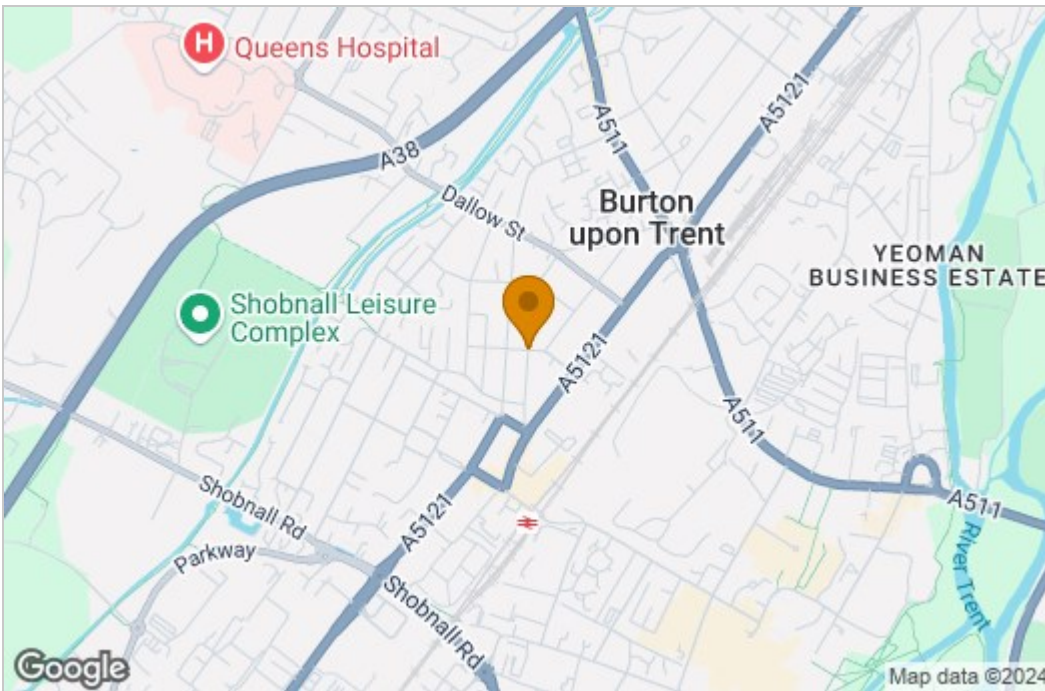 H Queens Hospital
A38
A511
A5121
Dallow St
Burton
upon Trent
YEOMAN
BUSINESS ESTATE
Shobnall Leisure
Complex
A5121
A511
Shobnall Rd
A5121
A511
Parkway
Shobnall Rd
River Trent
Google
Map data ©2024